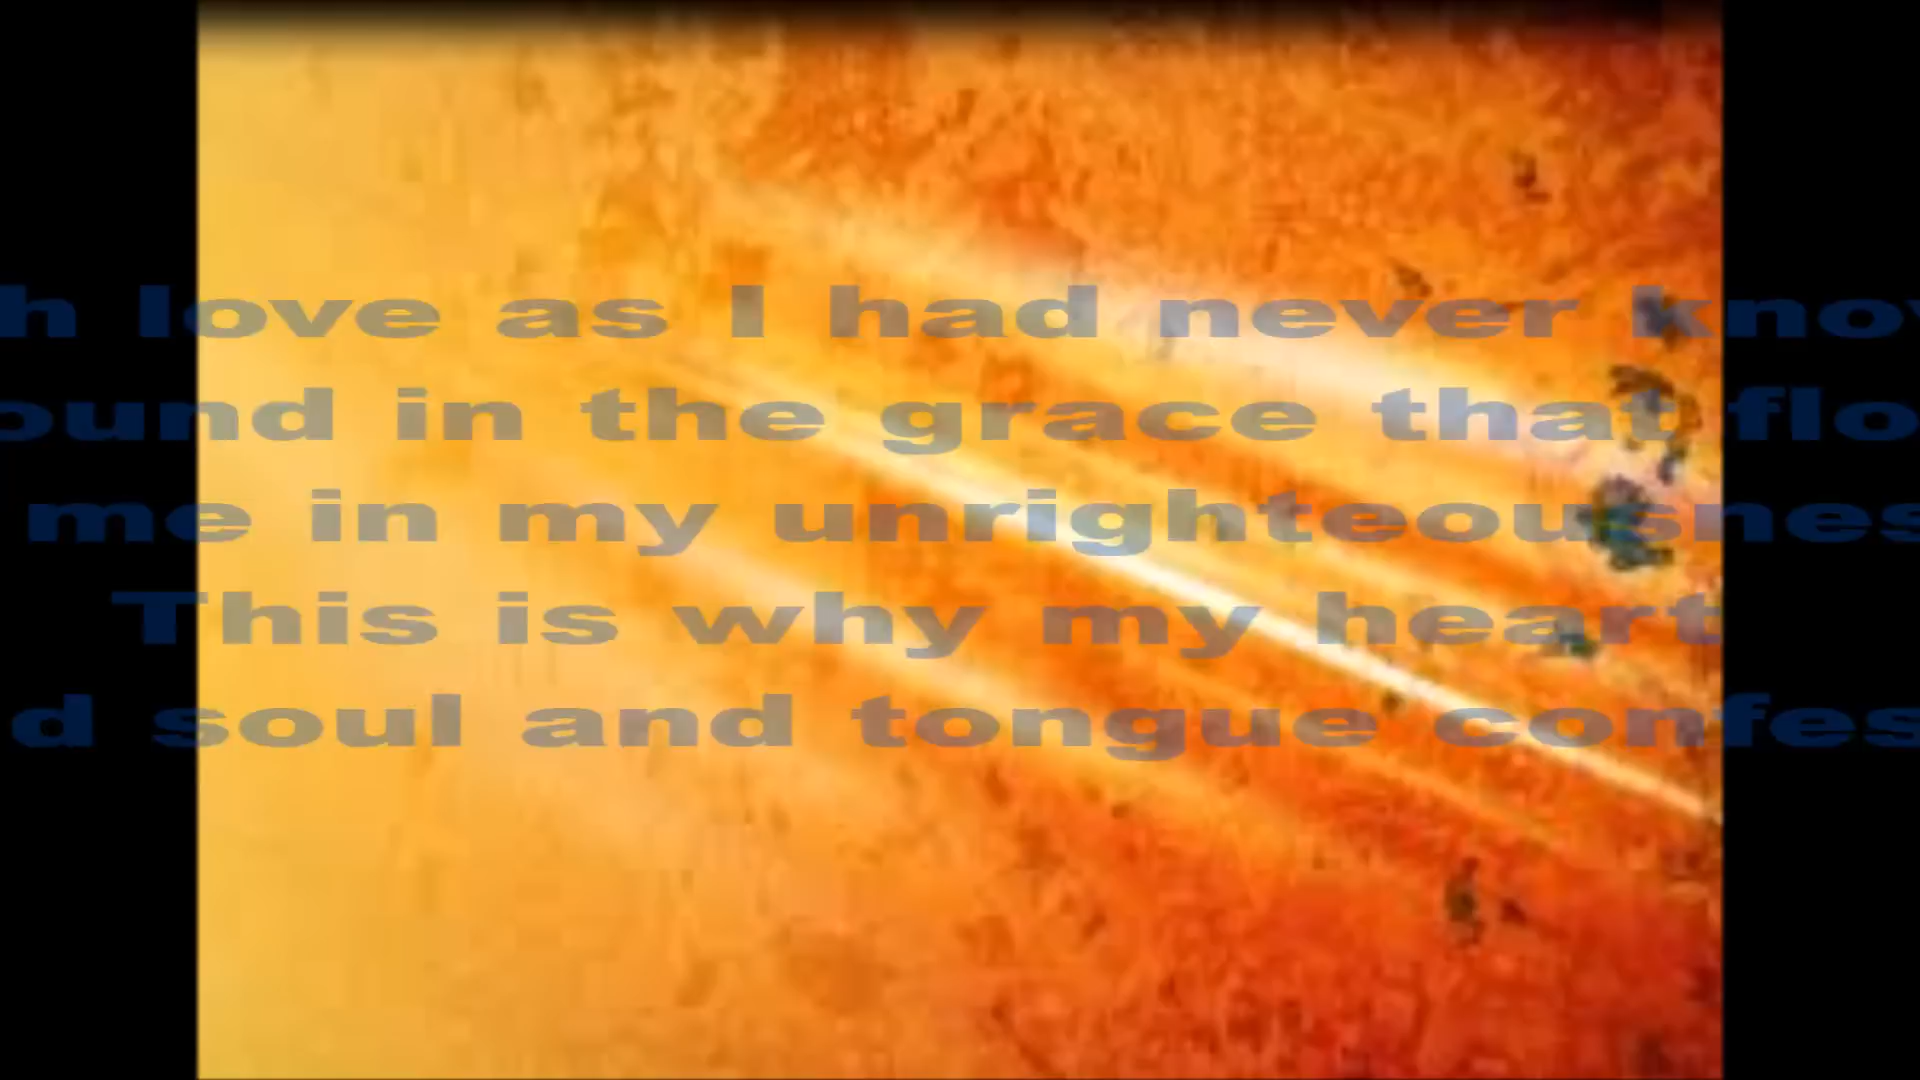 h love as I had never know
ound in the grace that flo
me in my unrighteousnes
This is why my heart
d soul and tongue confes